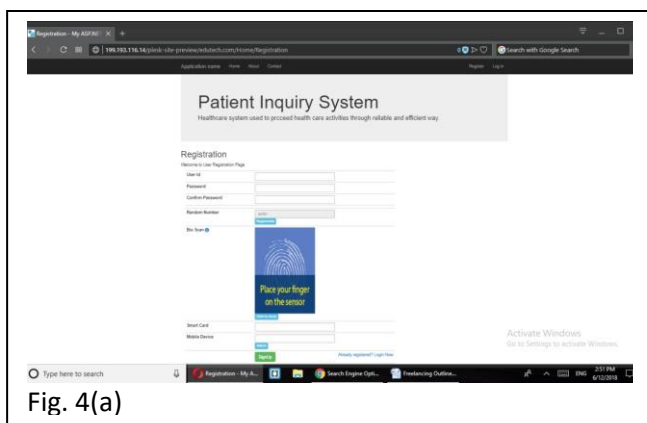 Registration - My ASP.NET
199.193.116.14/plesk-site-preview/edutech.com/Home/Registration
Search with Google Search
Application name Home About Contact Register Log in
Patient Inquiry System
Healthcare system used to proceed health care activities through reliable and efficient way.
Registration
Welcome to User Registration Page
User Id
Password
Confirm Password
Random Number
Bio Scan
Place your finger
on the sensor
Smart Card
Mobile Device
SignUp Already registered? Login Here
Activate Windows
Go to Settings to activate Windows.
Type here to search
Registration - My A...
Search Engine Opti...
Freelancing Outline...
ENG
2:51 PM
6/12/2018
Fig. 4(a)